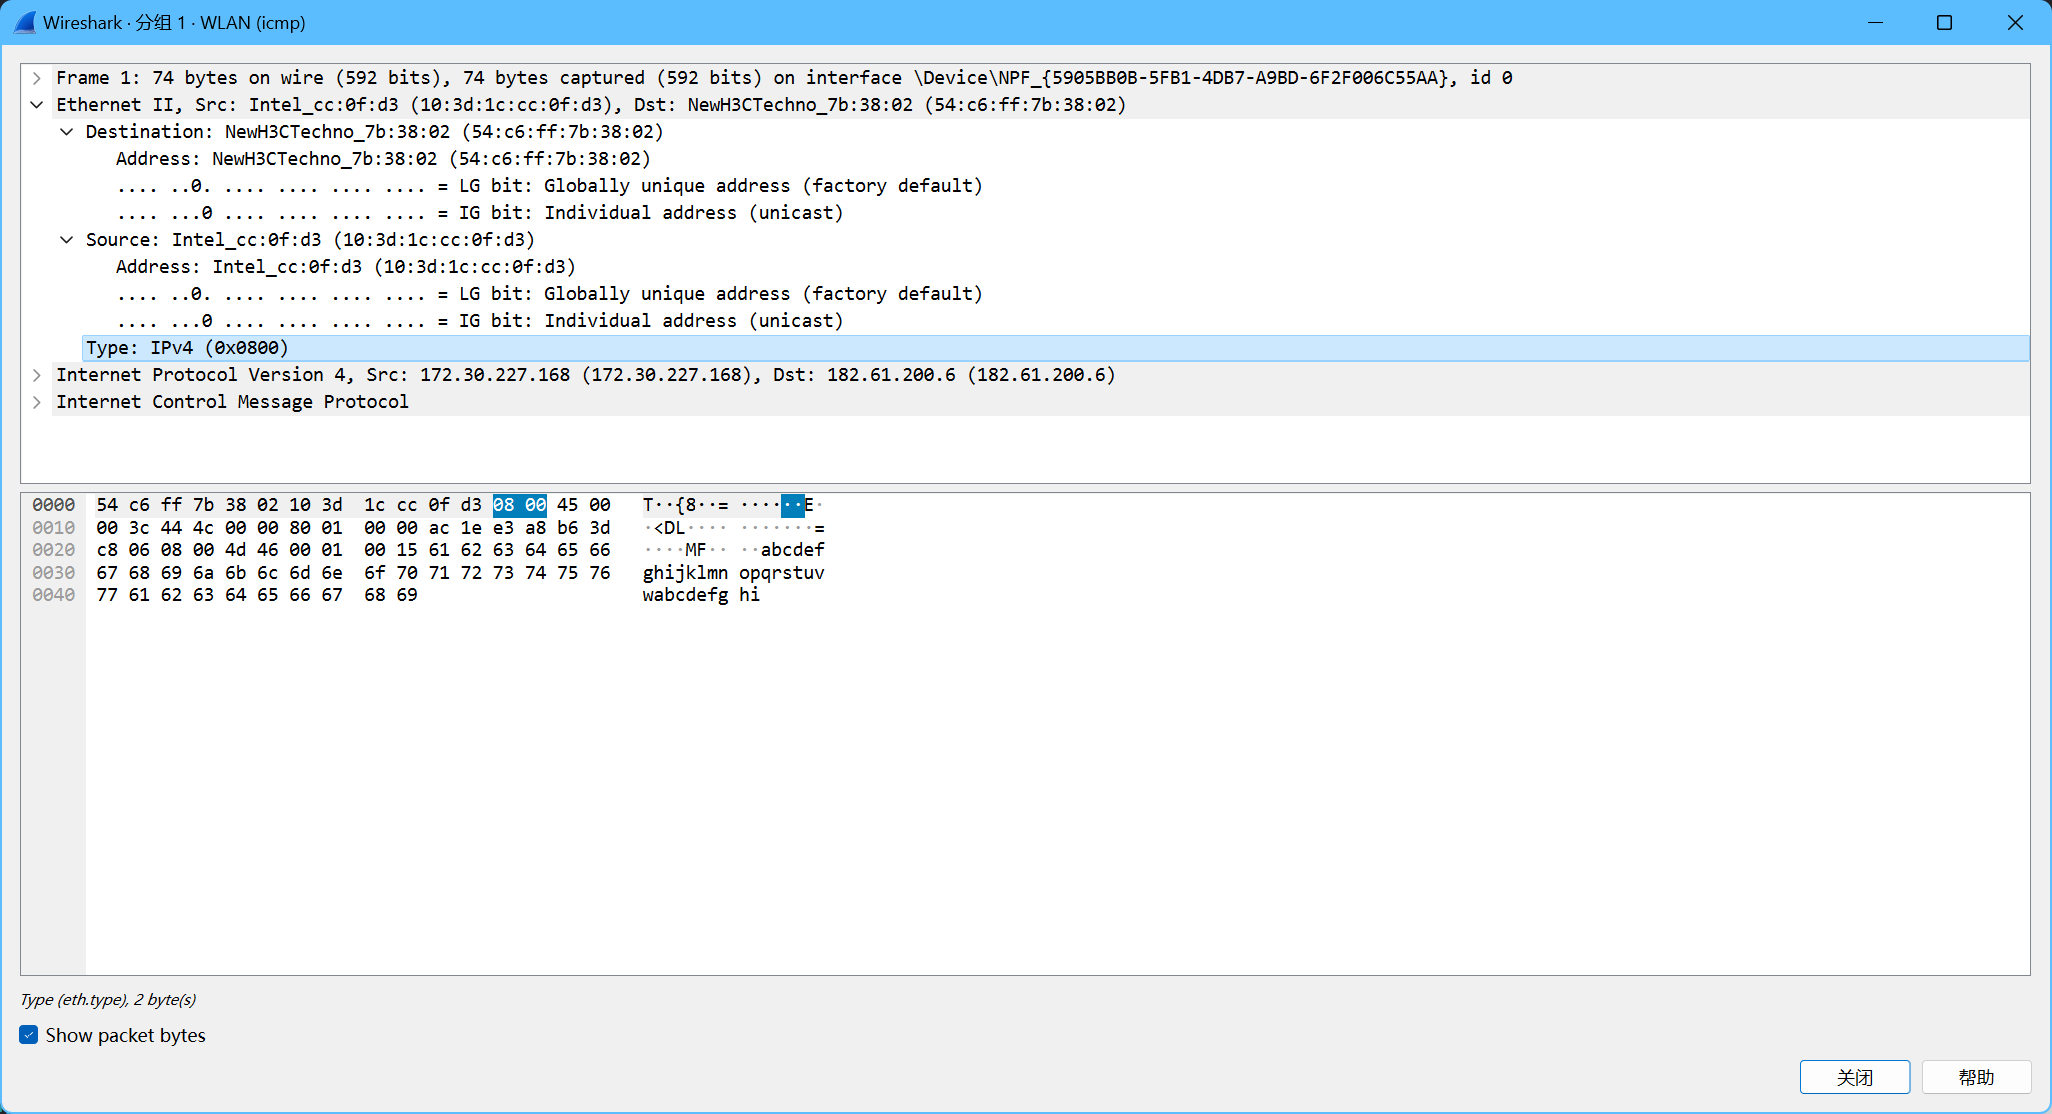 Wireshark · 分组 1 · WLAN (icmp)
Frame 1: 74 bytes on wire (592 bits), 74 bytes captured (592 bits) on interface \Device\NPF_{5905BB0B-5FB1-4DB7-A9BD-6F2F006C55AA}, id 0
Ethernet II, Src: Intel_cc:0f:d3 (10:3d:1c:cc:0f:d3), Dst: NewH3CTechno_7b:38:02 (54:c6:ff:7b:38:02)
Destination: NewH3CTechno_7b:38:02 (54:c6:ff:7b:38:02)
Address: NewH3CTechno_7b:38:02 (54:c6:ff:7b:38:02)
.... ..0. .... .... .... .... = LG bit: Globally unique address (factory default)
.... ...0 .... .... .... .... = IG bit: Individual address (unicast)
Source: Intel_cc:0f:d3 (10:3d:1c:cc:0f:d3)
Address: Intel_cc:0f:d3 (10:3d:1c:cc:0f:d3)
.... ..0. .... .... .... .... = LG bit: Globally unique address (factory default)
.... ...0 .... .... .... .... = IG bit: Individual address (unicast)
Type: IPv4 (0x0800)
Internet Protocol Version 4, Src: 172.30.227.168 (172.30.227.168), Dst: 182.61.200.6 (182.61.200.6)
Internet Control Message Protocol
0000 54 c6 ff 7b 38 02 10 3d 1c cc 0f d3 08 00 45 00 T··{8··= ······E·
0010 00 3c 44 4c 00 00 80 01 00 00 ac 1e e3 a8 b6 3d ·<DL···· ·······=
0020 c8 06 08 00 4d 46 00 01 00 15 61 62 63 64 65 66 ····MF·· ··abcdef
0030 67 68 69 6a 6b 6c 6d 6e 6f 70 71 72 73 74 75 76 ghijklmn opqrstuv
0040 77 61 62 63 64 65 66 67 68 69 wabcdefg hi
Type (eth.type), 2 byte(s)
Show packet bytes
关闭 帮助